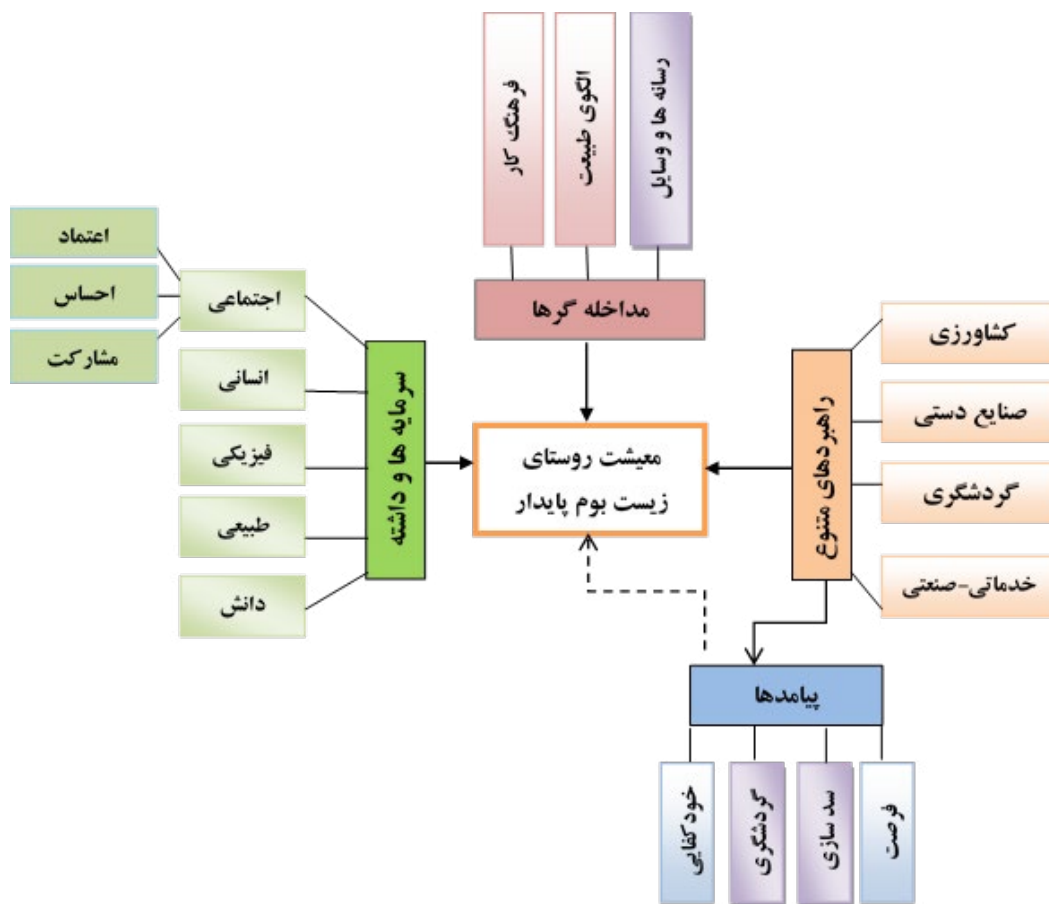 رسانه ها و وسایل
الگوی طبیعت
فرهنگ کار
مداخله گرها
کشاورزی
صنایع دستی
گردشگری
خدماتی-صنعتی
راهبردهای متنوع
معیشت روستای
زیست بوم پایدار
سرمایه ها و داشته
اجتماعی
انسانی
فیزیکی
طبیعی
دانش
اعتماد
احساس
مشارکت
پیامدها
فرصت
سد سازی
گردشگری
خودکفایی